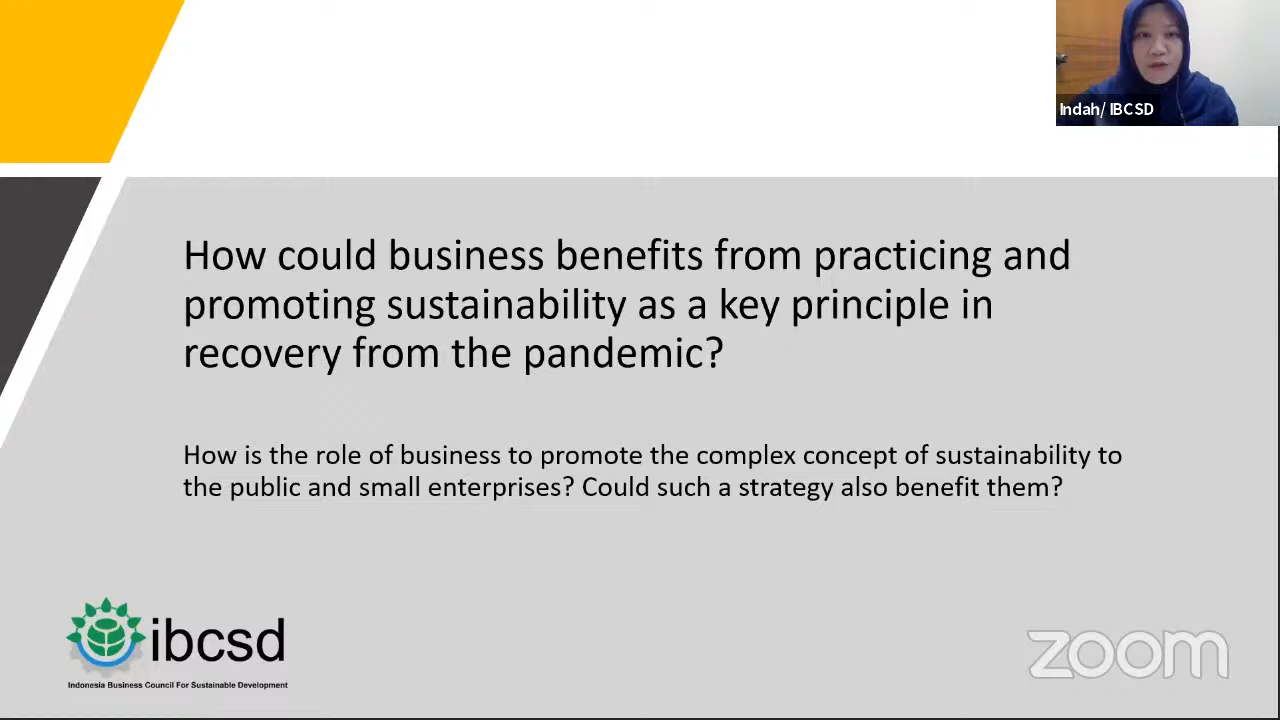 Indah/ IBCSD
How could business benefits from practicing and
promoting sustainability as a key principle in
recovery from the pandemic?
How is the role of business to promote the complex concept of sustainability to
the public and small enterprises? Could such a strategy also benefit them?
ibcsd
Indonesia Business Council For Sustainable Development
zoom